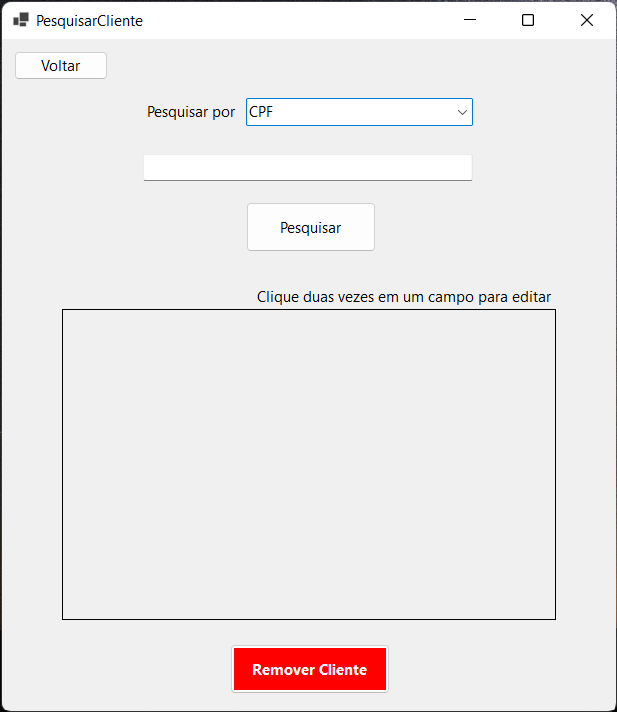 PesquisarCliente
Voltar
Pesquisar por CPF
Pesquisar
Clique duas vezes em um campo para editar
Remover Cliente